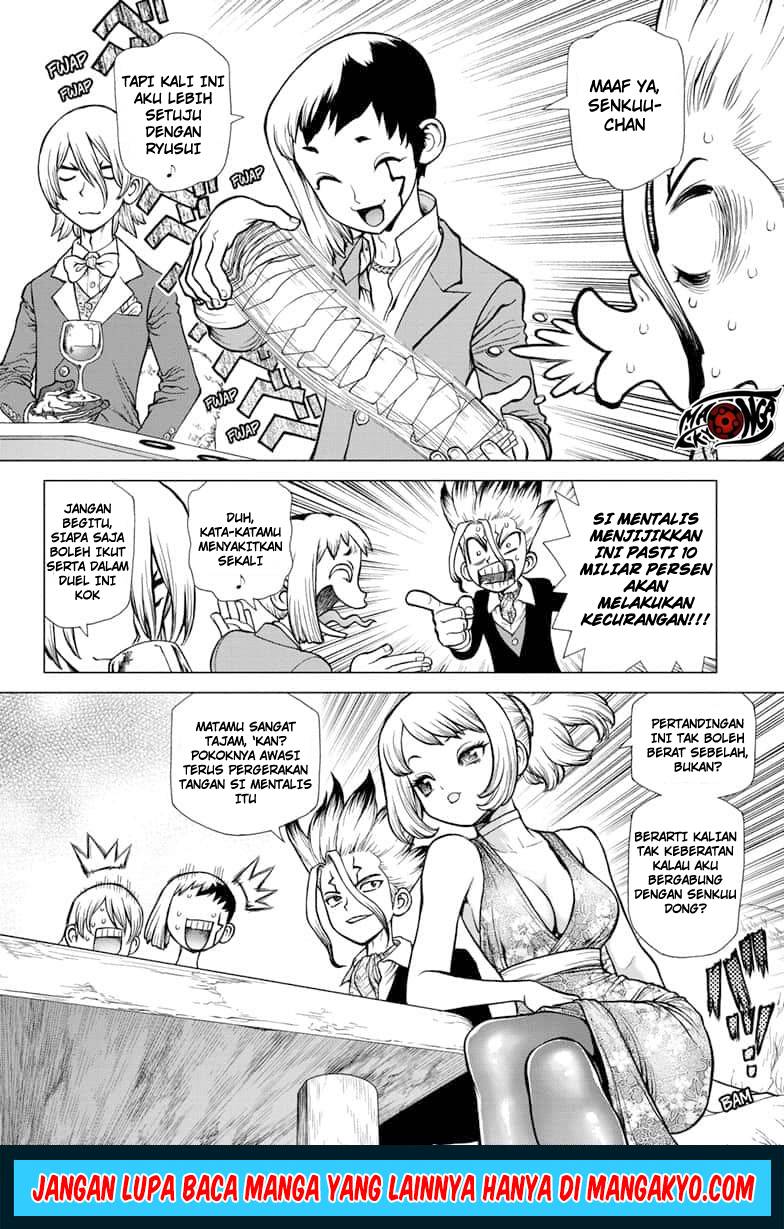 MAAF YA,
SENKUU-
CHAN
TAPI KALI INI
AKU LEBIH
SETUJU
DENGAN
RYUSUI
♪
FWAP
FWAP
FWAP
FWAP
FWAP
FWAP
SI MENTALIS
MENJIJIKKAN
INI PASTI 10
MILIAR PERSEN
AKAN
MELAKUKAN
KECURANGAN!!!
DUH,
KATA-KATAMU
MENYAKITKAN
SEKALI
JANGAN
BEGITU,
SIAPA SAJA
BOLEH IKUT
SERTA DALAM
DUEL INI
KOK
PERTANDINGAN
INI TAK BOLEH
BERAT SEBELAH,
BUKAN?
BERARTI KALIAN
TAK KEBERATAN
KALAU AKU
BERGABUNG
DENGAN SENKUU
DONG?
MATAMU SANGAT
TAJAM, 'KAN?
POKOKNYA AWASI
TERUS PERGERAKAN
TANGAN SI MENTALIS
ITU
BAM
JANGAN LUPA BACA MANGA YANG LAINNYA HANYA DI MANGAKYO.COM